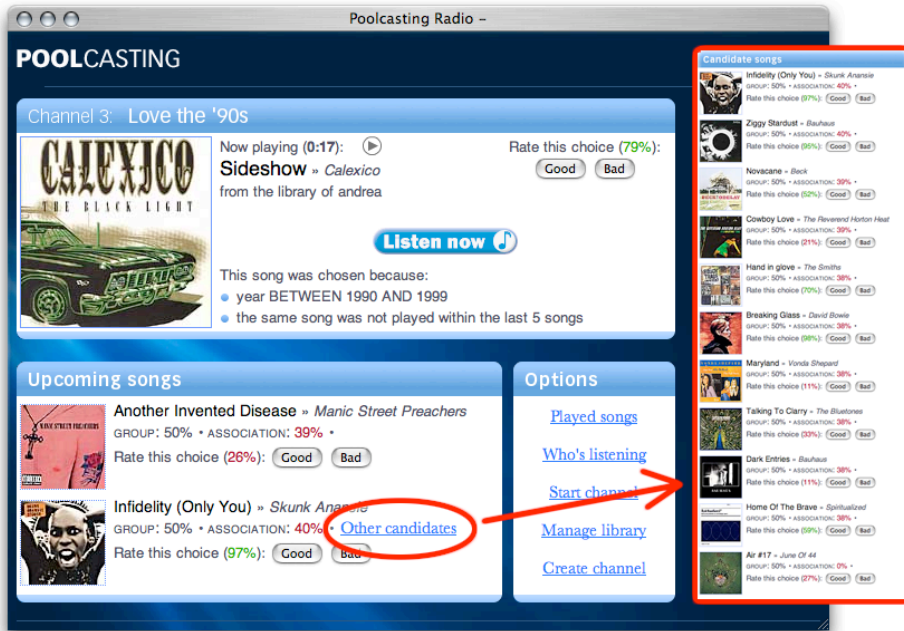 Poolcasting Radio –
POOLCASTING
Channel 3: Love the '90s
CALEXICO
THE BLACK LIGHT
Now playing (0:17):
Sideshow » Calexico
from the library of andrea
Rate this choice (79%):
Good Bad
Listen now
This song was chosen because:
year BETWEEN 1990 AND 1999
the same song was not played within the last 5 songs
Upcoming songs
MANIC STREET PREACHERS
Another Invented Disease » Manic Street Preachers
GROUP: 50% • ASSOCIATION: 39% •
Rate this choice (26%): Good Bad
Infidelity (Only You) » Skunk Anansie
GROUP: 50% • ASSOCIATION: 40% • Other candidates
Rate this choice (97%): Good Bad
Options
Played songs
Who's listening
Start channel
Manage library
Create channel
Candidate songs
Infidelity (Only You) » Skunk Anansie
GROUP: 50% • ASSOCIATION: 40% •
Rate this choice (97%): Good Bad
Ziggy Stardust » Bauhaus
GROUP: 50% • ASSOCIATION: 40% •
Rate this choice (95%): Good Bad
Novacane » Beck
GROUP: 50% • ASSOCIATION: 39% •
Rate this choice (52%): Good Bad
Cowboy Love » The Reverend Horton Heat
GROUP: 50% • ASSOCIATION: 39% •
Rate this choice (21%): Good Bad
Hand in glove » The Smiths
GROUP: 50% • ASSOCIATION: 38% •
Rate this choice (70%): Good Bad
Breaking Glass » David Bowie
GROUP: 50% • ASSOCIATION: 38% •
Rate this choice (98%): Good Bad
Maryland » Vonda Shepard
GROUP: 50% • ASSOCIATION: 38% •
Rate this choice (11%): Good Bad
Talking To Clarry » The Bluetones
GROUP: 50% • ASSOCIATION: 38% •
Rate this choice (33%): Good Bad
Dark Entries » Bauhaus
GROUP: 50% • ASSOCIATION: 38% •
Rate this choice (11%): Good Bad
Home Of The Brave » Spiritualized
GROUP: 50% • ASSOCIATION: 38% •
Rate this choice (59%): Good Bad
Air #17 » June Of 44
GROUP: 50% • ASSOCIATION: 0% •
Rate this choice (27%): Good Bad